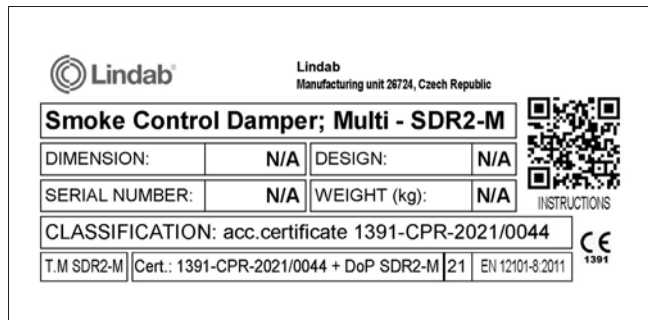 Lindab®
Lindab
Manufacturing unit 26724, Czech Republic
Smoke Control Damper; Multi - SDR2-M
DIMENSION: N/A DESIGN: N/A
SERIAL NUMBER: N/A WEIGHT (kg): N/A
INSTRUCTIONS
CLASSIFICATION: acc.certificate 1391-CPR-2021/0044
CE
1391
T.M SDR2-M Cert.: 1391-CPR-2021/0044 + DoP SDR2-M 21 EN 12101-8:2011